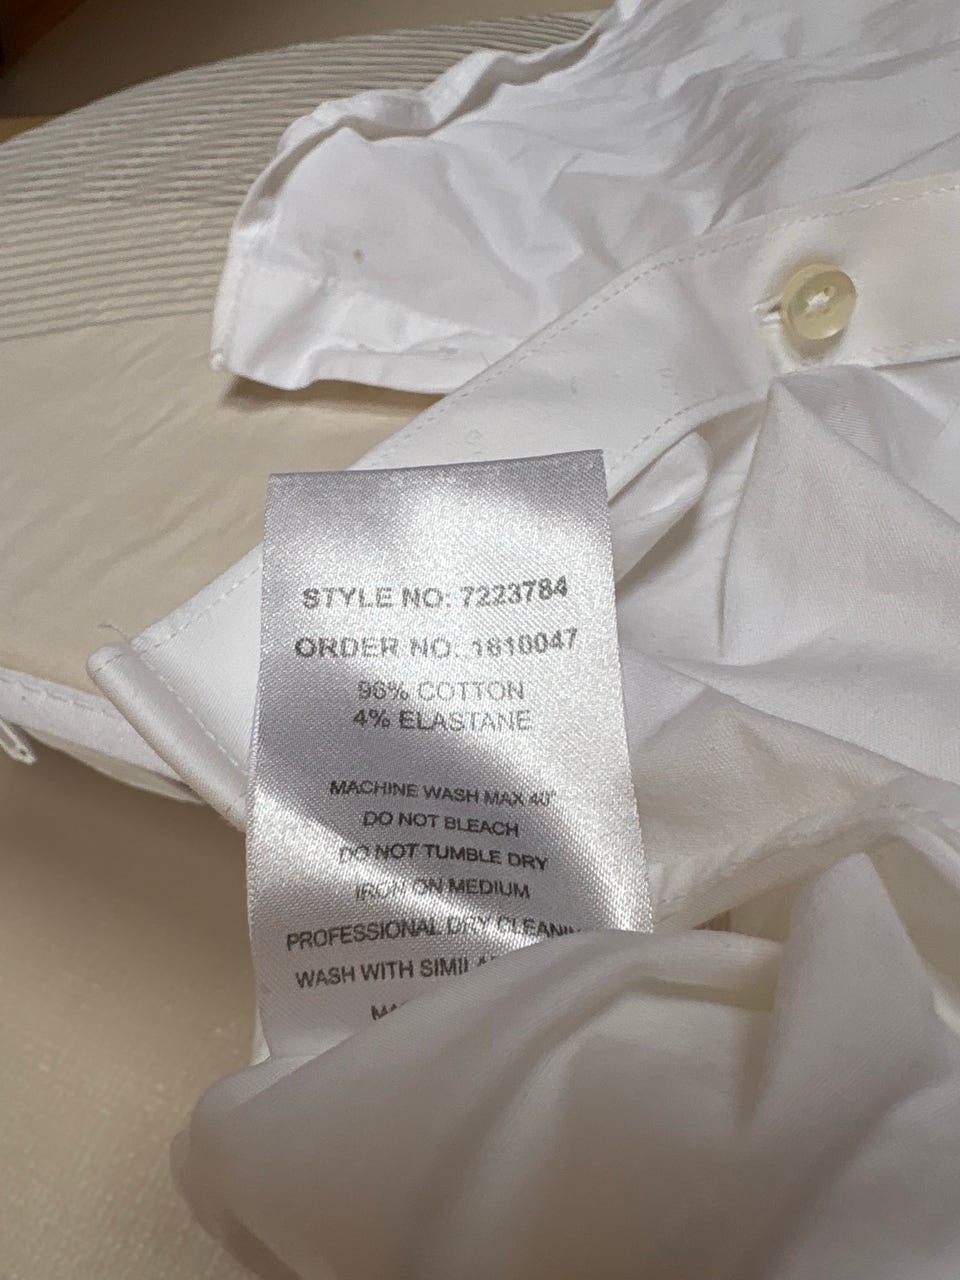 STYLE NO: 7223784
ORDER NO: 1810047
96% COTTON
4% ELASTANE
MACHINE WASH MAX 40°
DO NOT BLEACH
DO NOT TUMBLE DRY
IRON ON MEDIUM
PROFESSIONAL DRY
WASH WITH